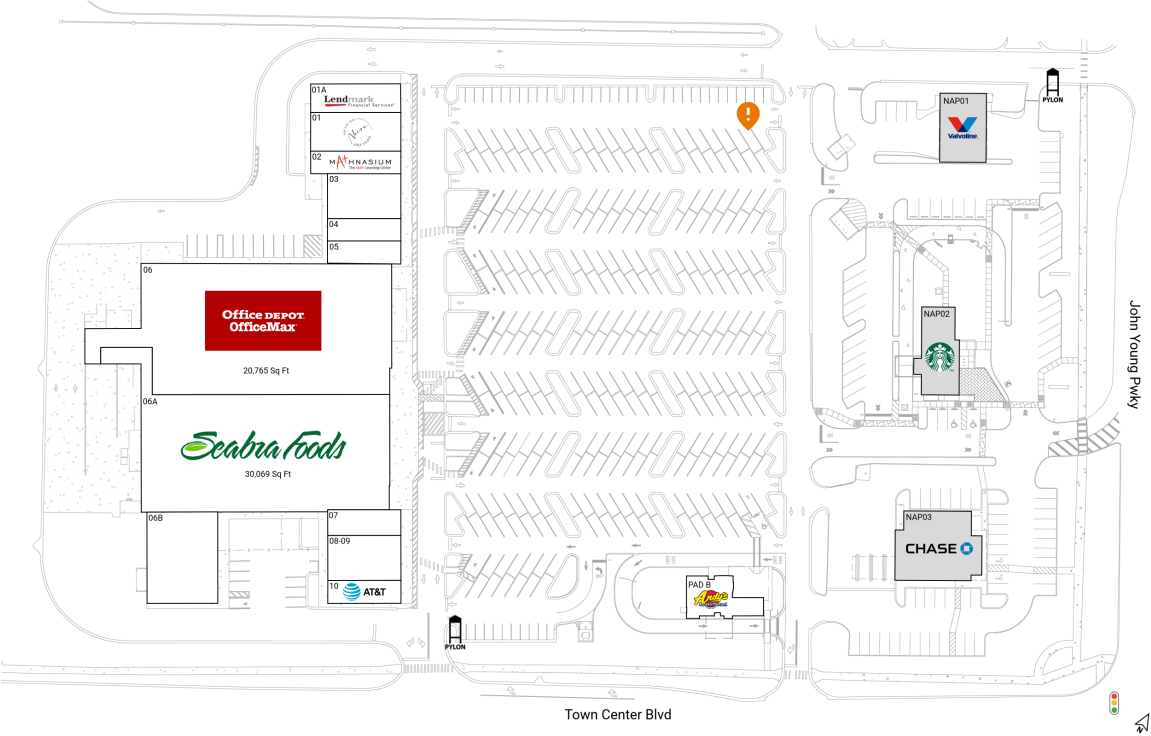 01A
Lendmark
Financial Services
01
02
MATHNASIUM
The Math Learning Center
03
04
05
06
Office DEPOT
OfficeMax
20,765 Sq Ft
06A
Seabra Foods
30,069 Sq Ft
06B
07
08-09
10
AT&T
PYLON
PAD B
Andy's
NAP01
Valvoline
PYLON
NAP02
NAP03
CHASE
John Young Pwky
Town Center Blvd
N